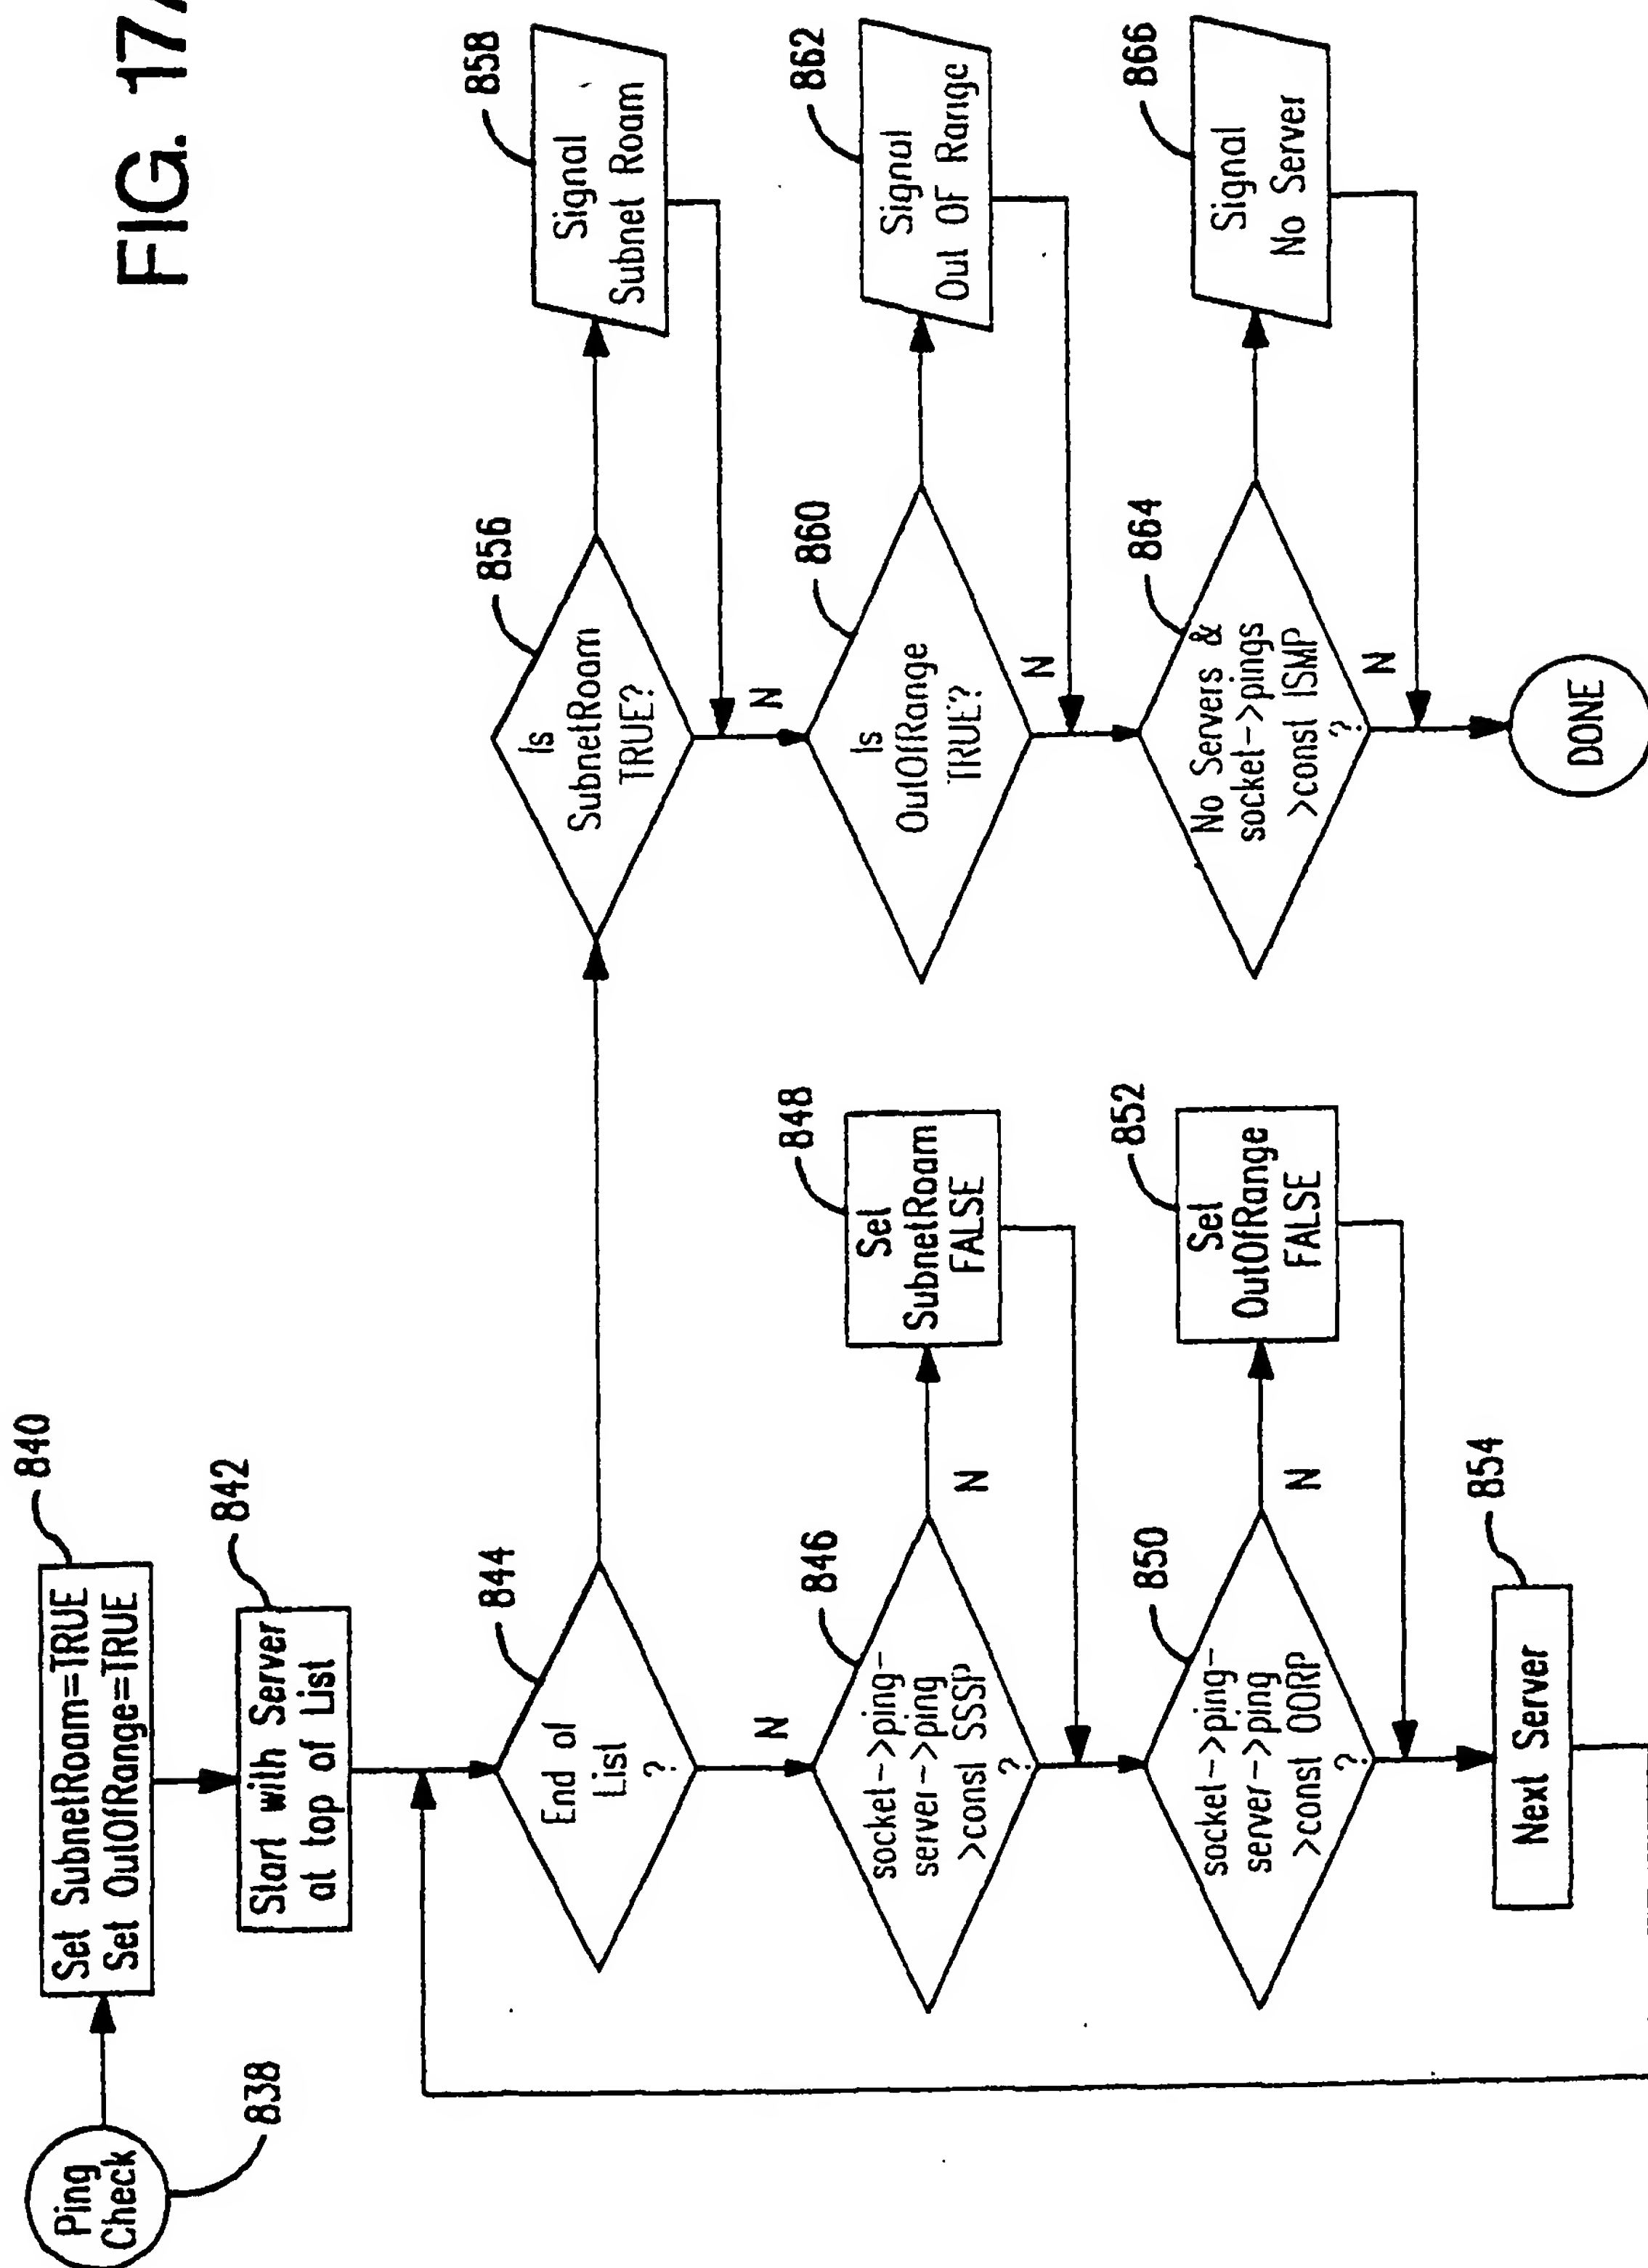 FIG. 17A
Ping
Check
838
Set SubnetRoam=TRUE
Set OutOfRange=TRUE
840
Start with Server
at top of List
842
End of
List
?
844
N
socket->ping-
server->ping
>const SSSP
?
846
N
Set
SubnetRoam
FALSE
848
socket->ping-
server->ping
>const OORP
?
850
N
Set
OutOfRange
FALSE
852
Next Server
854
Is
SubnetRoam
TRUE?
856
N
Signal
Subnet Roam
858
Is
OutOfRange
TRUE?
860
N
Signal
Out OF Range
862
No Servers &
socket->pings
>const ISMP
?
864
N
Signal
No Server
866
DONE